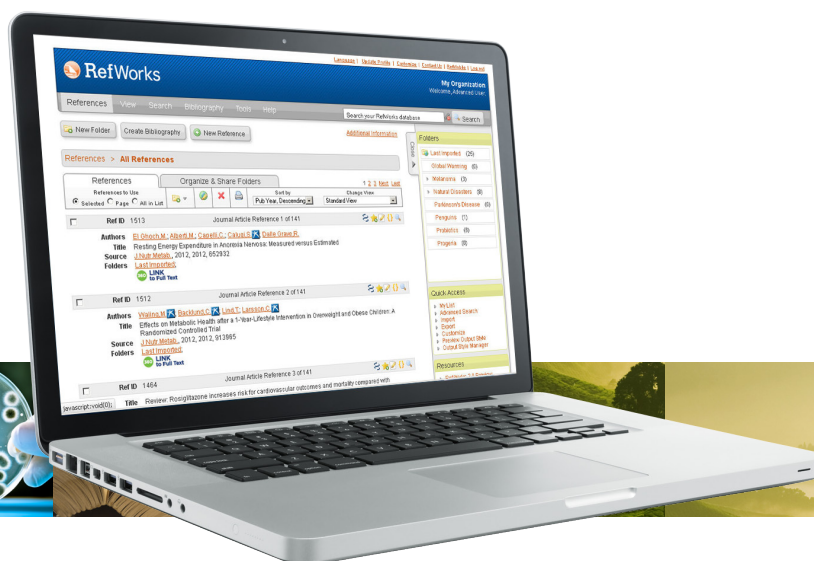 Language | Update Profile | Customize | Contact Us | RefWorks | Log out
RefWorks
My Organization
Welcome, Advanced User.
References View Search Bibliography Tools Help
Search your RefWorks database
Search
New Folder
Create Bibliography
New Reference
Additional Information
Close
References > All References
References
Organize & Share Folders
1 2 3 Next Last
References to Use
Selected Page All in List
Sort by
Pub Year, Descending
Change View
Standard View
Ref ID 1513
Journal Article Reference 1 of 141
Authors El Ghoch,M.; Alberti,M.; Capelli,C.; Calugi,S.; Dalle Grave,R.
Title Resting Energy Expenditure in Anorexia Nervosa: Measured versus Estimated
Source J.Nutr.Metab., 2012, 2012, 652932
Folders Last Imported;
LINK
to Full Text
Ref ID 1512
Journal Article Reference 2 of 141
Authors Waling,M.; Backlund,C.; Lind,T.; Larsson,C.
Title Effects on Metabolic Health after a 1-Year-Lifestyle Intervention in Overweight and Obese Children: A
Randomized Controlled Trial
Source J.Nutr.Metab., 2012, 2012, 913965
Folders Last Imported;
LINK
to Full Text
Ref ID 1464
Journal Article Reference 3 of 141
Title Review: Rosiglitazone increases risk for cardiovascular outcomes and mortality compared with
javascript:void(0);
Folders
Last Imported (25)
Global Warming (0)
Melanoma (3)
Natural Disasters (8)
Parkinson's Disease (0)
Penguins (1)
Probiotics (8)
Progeria (0)
Quick Access
My List
Advanced Search
Import
Export
Customize
Preview Output Style
Output Style Manager
Resources